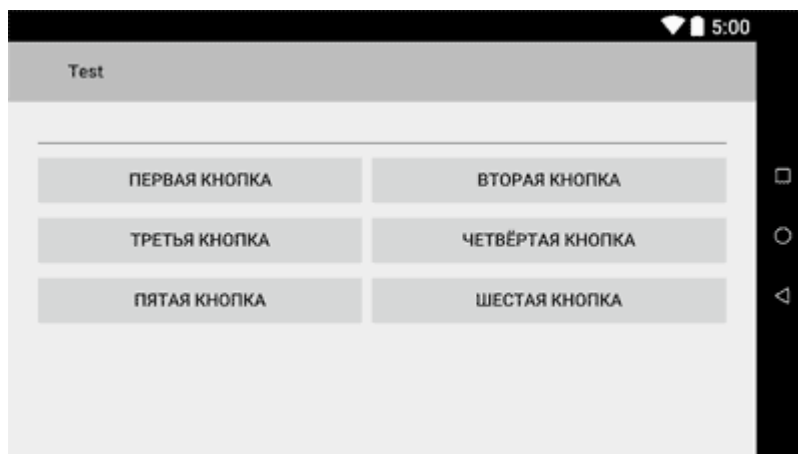 5:00
Test
ПЕРВАЯ КНОПКА ВТОРАЯ КНОПКА
ТРЕТЬЯ КНОПКА ЧЕТВЁРТАЯ КНОПКА
ПЯТАЯ КНОПКА ШЕСТАЯ КНОПКА